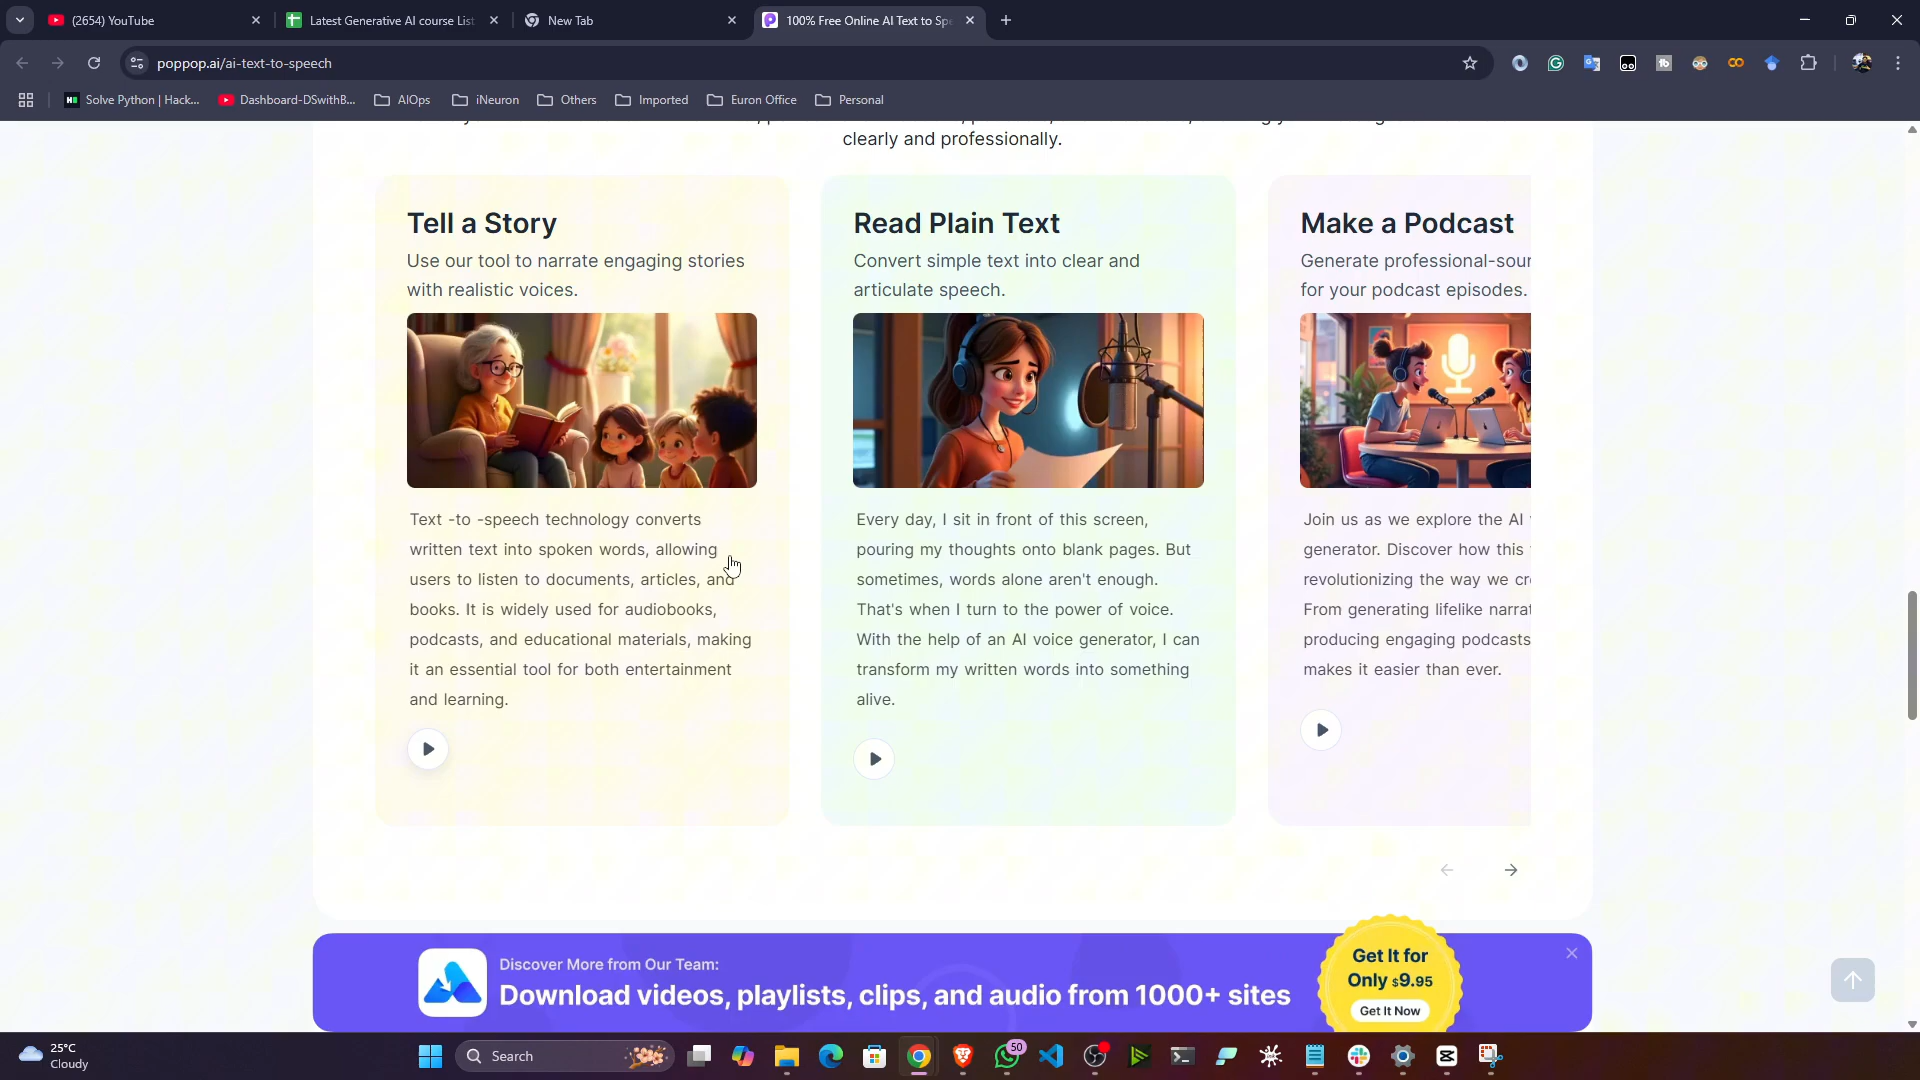 (2654) YouTube
Latest Generative AI course List
New Tab
100% Free Online AI Text to Spe
poppop.ai/ai-text-to-speech
Solve Python | Hack...
Dashboard-DSwithB...
AIOps
iNeuron
Others
Imported
Euron Office
Personal
clearly and professionally.
Tell a Story
Use our tool to narrate engaging stories
with realistic voices.
Text -to -speech technology converts
written text into spoken words, allowing
users to listen to documents, articles, and
books. It is widely used for audiobooks,
podcasts, and educational materials, making
it an essential tool for both entertainment
and learning.
Read Plain Text
Convert simple text into clear and
articulate speech.
Every day, I sit in front of this screen,
pouring my thoughts onto blank pages. But
sometimes, words alone aren't enough.
That's when I turn to the power of voice.
With the help of an AI voice generator, I can
transform my written words into something
alive.
Make a Podcast
Generate professional-sour
for your podcast episodes.
Join us as we explore the AI
generator. Discover how this
revolutionizing the way we cr
From generating lifelike narrat
producing engaging podcasts
makes it easier than ever.
Discover More from Our Team:
Download videos, playlists, clips, and audio from 1000+ sites
Get It for
Only $9.95
Get It Now
25°C
Cloudy
Search
50